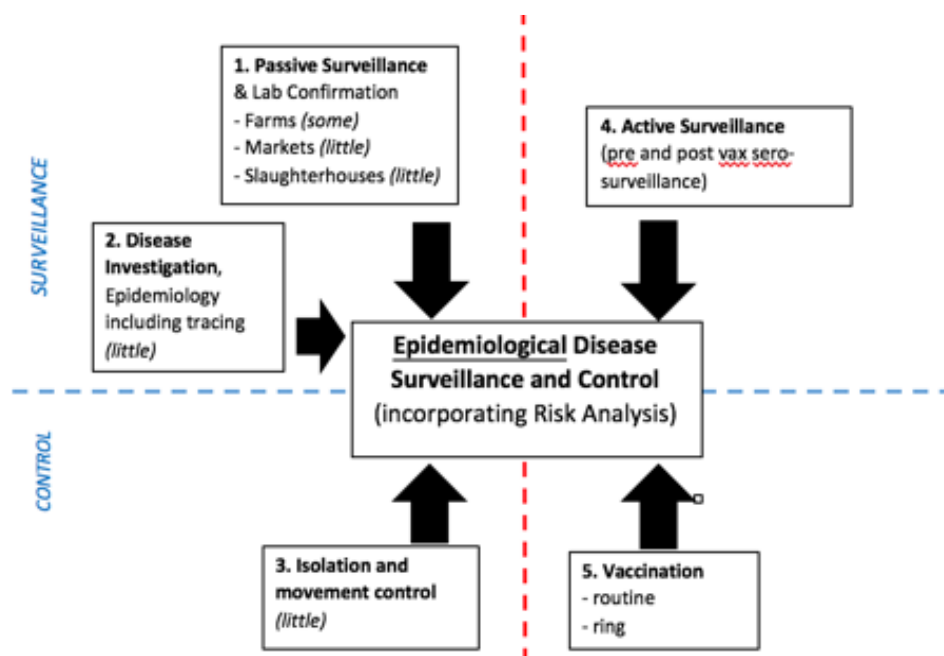 1. Passive Surveillance
& Lab Confirmation
- Farms (some)
- Markets (little)
- Slaughterhouses (little)
4. Active Surveillance
(pre and post vax sero-
surveillance)
SURVEILLANCE
2. Disease
Investigation,
Epidemiology
including tracing
(little)
Epidemiological Disease
Surveillance and Control
(incorporating Risk Analysis)
CONTROL
3. Isolation and
movement control
(little)
5. Vaccination
- routine
- ring